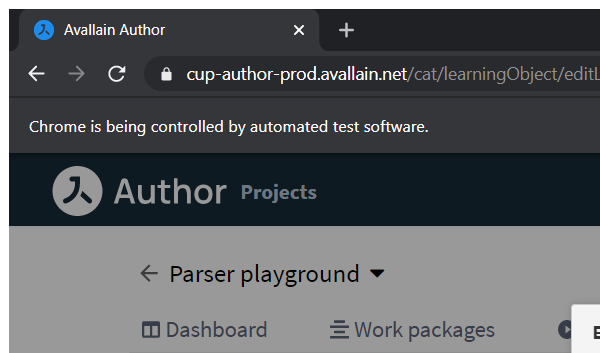 Avallain Author
cup-author-prod.avallain.net/cat/learningObject/editL
Chrome is being controlled by automated test software.
Author Projects
Parser playground
Dashboard Work packages